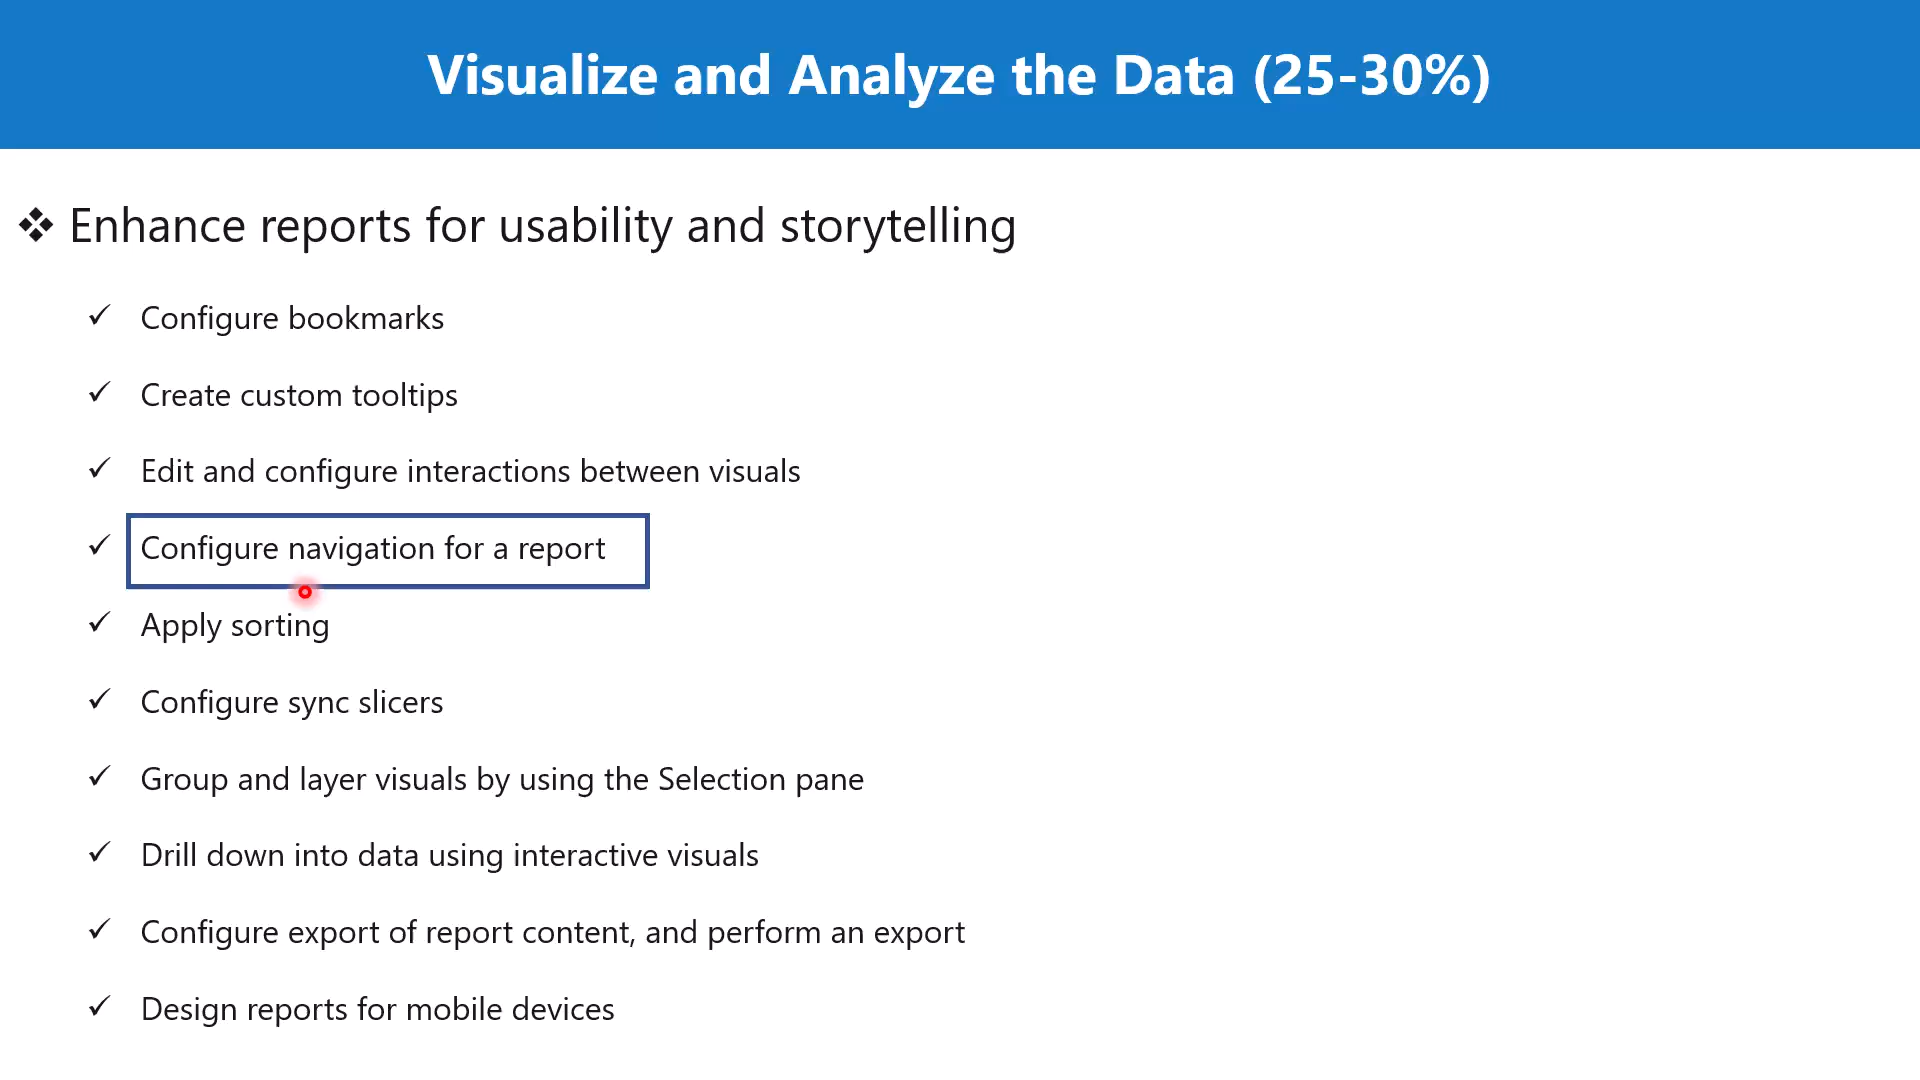 Visualize and Analyze the Data (25-30%)
❖ Enhance reports for usability and storytelling
✓ Configure bookmarks
✓ Create custom tooltips
✓ Edit and configure interactions between visuals
✓ Configure navigation for a report
✓ Apply sorting
✓ Configure sync slicers
✓ Group and layer visuals by using the Selection pane
✓ Drill down into data using interactive visuals
✓ Configure export of report content, and perform an export
✓ Design reports for mobile devices